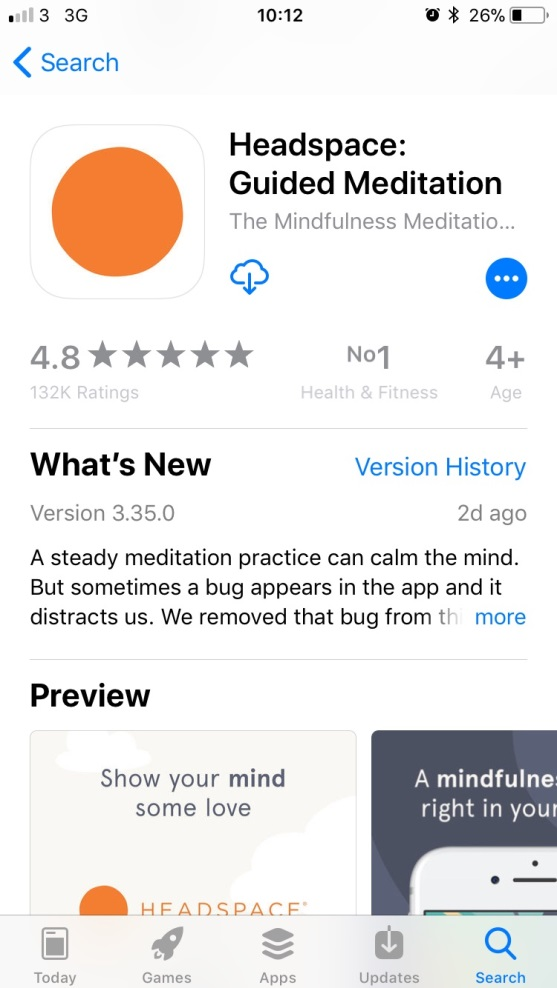 3 3G 10:12 26%
Search
Headspace:
Guided Meditation
The Mindfulness Meditatio...
4.8
No1
4+
132K Ratings
Health & Fitness
Age
What's New
Version History
Version 3.35.0
2d ago
A steady meditation practice can calm the mind.
But sometimes a bug appears in the app and it
distracts us. We removed that bug from thi more
Preview
Show your mind
some love
HEADSPACE®
A mindfulnes
right in your
Today
Games
Apps
Updates
Search